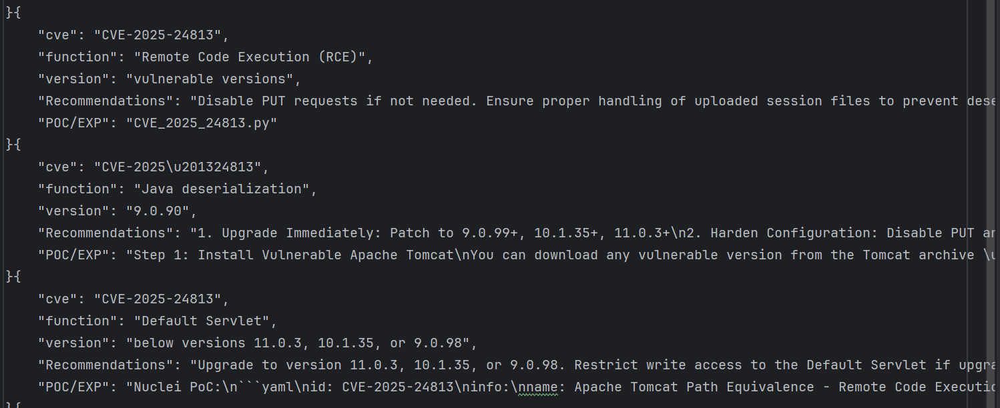 }{
    "cve": "CVE-2025-24813",
    "function": "Remote Code Execution (RCE)",
    "version": "vulnerable versions",
    "Recommendations": "Disable PUT requests if not needed. Ensure proper handling of uploaded session files to prevent dese
    "POC/EXP": "CVE_2025_24813.py"
}{
    "cve": "CVE-2025\u201324813",
    "function": "Java deserialization",
    "version": "9.0.90",
    "Recommendations": "1. Upgrade Immediately: Patch to 9.0.99+, 10.1.35+, 11.0.3+\n2. Harden Configuration: Disable PUT an
    "POC/EXP": "Step 1: Install Vulnerable Apache Tomcat\nYou can download any vulnerable version from the Tomcat archive \u
}{
    "cve": "CVE-2025-24813",
    "function": "Default Servlet",
    "version": "below versions 11.0.3, 10.1.35, or 9.0.98",
    "Recommendations": "Upgrade to version 11.0.3, 10.1.35, or 9.0.98. Restrict write access to the Default Servlet if upgra
    "POC/EXP": "Nuclei PoC:\n```yaml\nid: CVE-2025-24813\ninfo:\nname: Apache Tomcat Path Equivalence - Remote Code Executio
}{